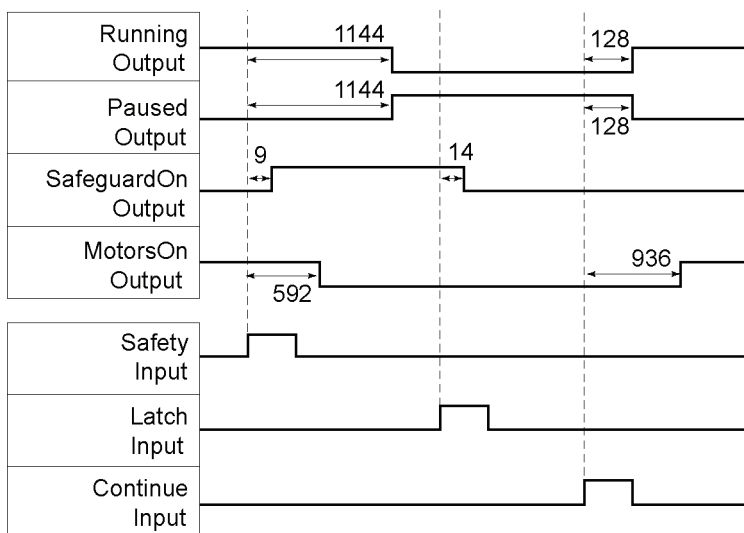 Running
Output
1144
128
Paused
Output
1144
128
SafeguardOn
Output
9
14
MotorsOn
Output
592
936
Safety
Input
Latch
Input
Continue
Input